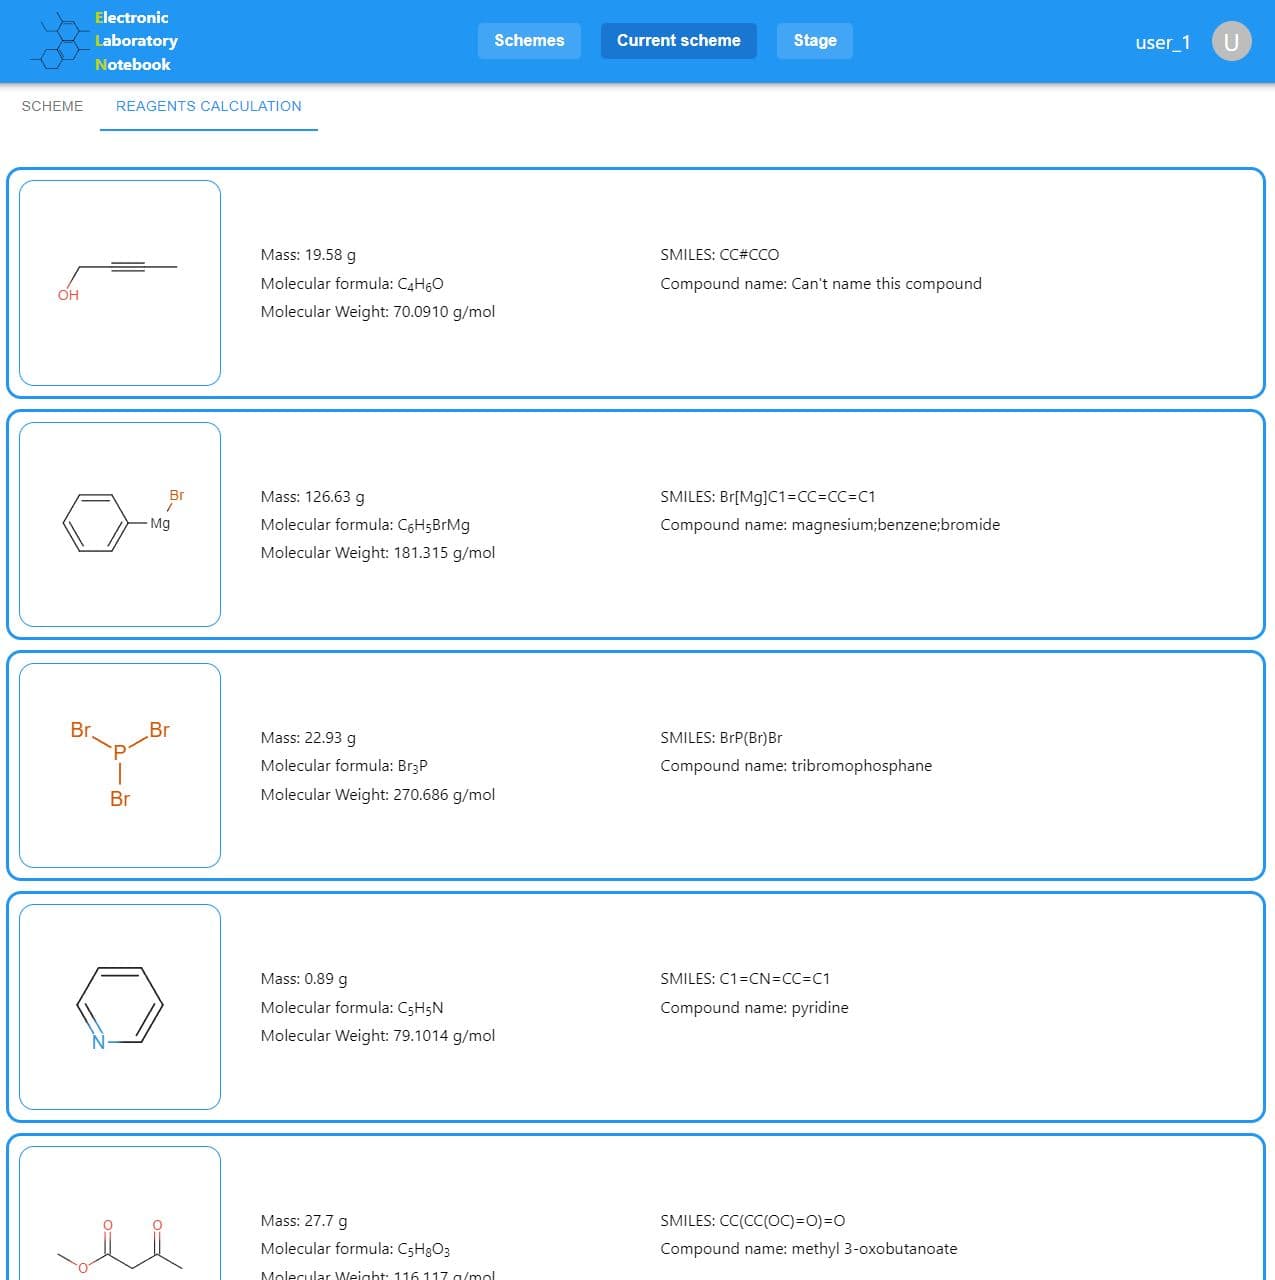 Electronic
Laboratory
Notebook
Schemes
Current scheme
Stage
user_1
U
SCHEME
REAGENTS CALCULATION
OH
Mass: 19.58 g
Molecular formula: C₄H₆O
Molecular Weight: 70.0910 g/mol
SMILES: CC#CCO
Compound name: Can't name this compound
Br
Mg
Mass: 126.63 g
Molecular formula: C₆H₅BrMg
Molecular Weight: 181.315 g/mol
SMILES: Br[Mg]C1=CC=CC=C1
Compound name: magnesium;benzene;bromide
Br
Br
P
Br
Mass: 22.93 g
Molecular formula: Br₃P
Molecular Weight: 270.686 g/mol
SMILES: BrP(Br)Br
Compound name: tribromophosphane
N
Mass: 0.89 g
Molecular formula: C₅H₅N
Molecular Weight: 79.1014 g/mol
SMILES: C1=CN=CC=C1
Compound name: pyridine
O
O
O
Mass: 27.7 g
Molecular formula: C₅H₈O₃
Molecular Weight: 116.117 g/mol
SMILES: CC(CC(OC)=O)=O
Compound name: methyl 3-oxobutanoate